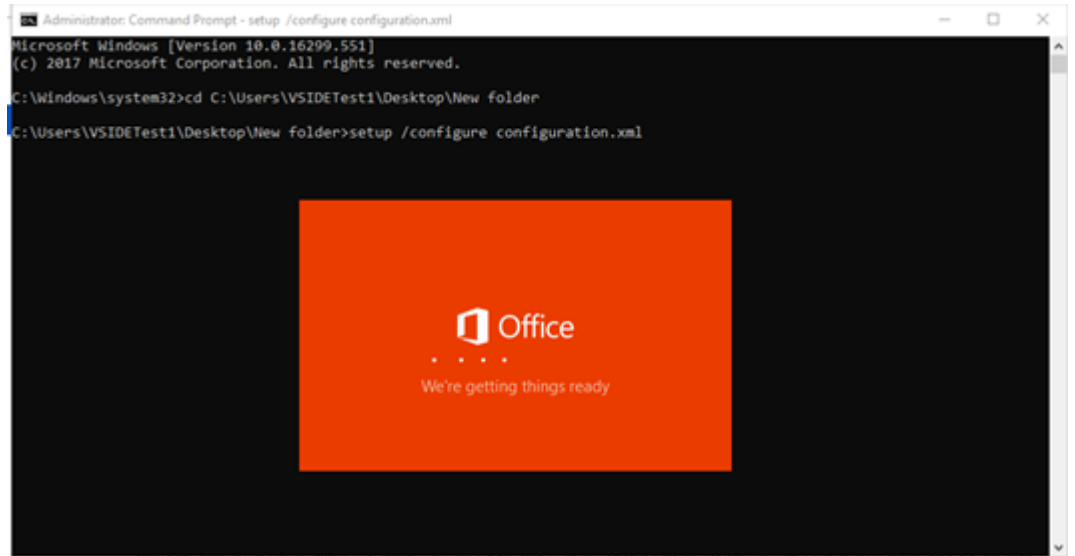 Administrator: Command Prompt - setup /configure configuration.xml
Microsoft Windows [Version 10.0.16299.551]
(c) 2017 Microsoft Corporation. All rights reserved.
C:\Windows\system32>cd C:\Users\VSIDETest1\Desktop\New folder
C:\Users\VSIDETest1\Desktop\New folder>setup /configure configuration.xml
Office
We're getting things ready